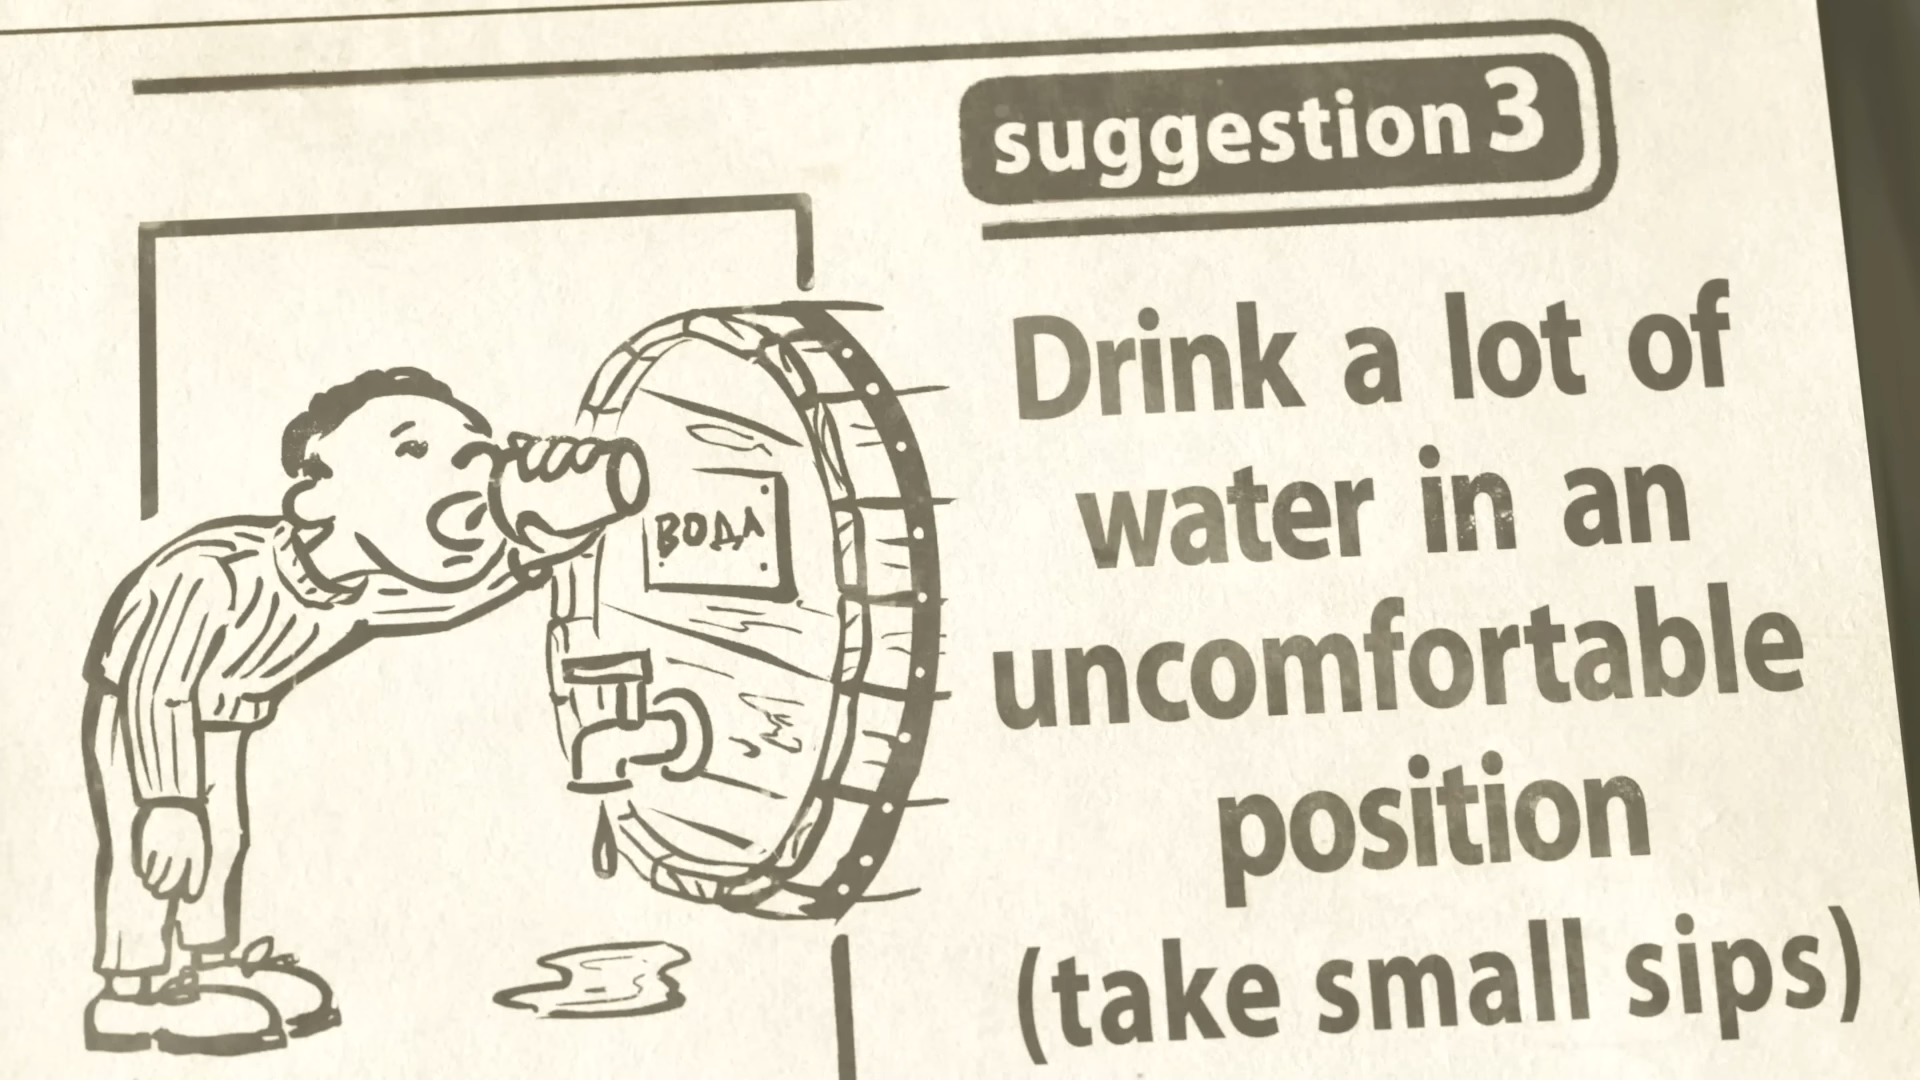 suggestion 3
ВОДА
Drink a lot of
water in an
uncomfortable
position
(take small sips)